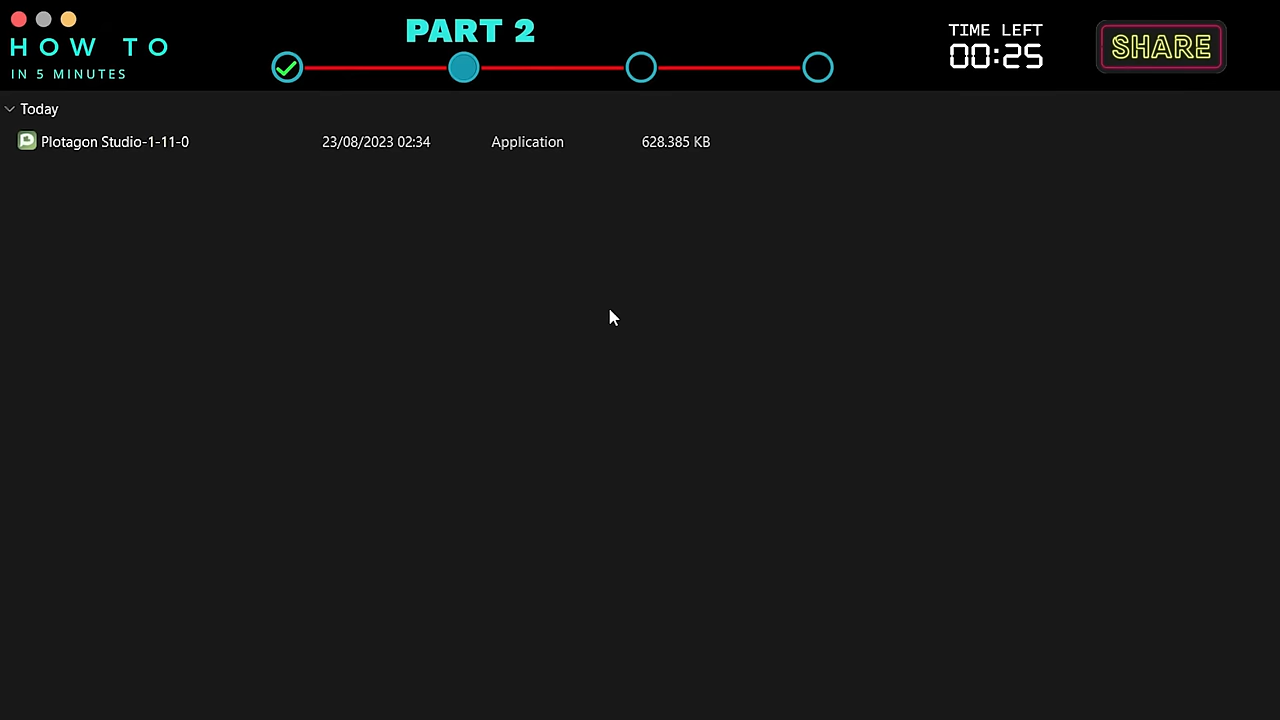 HOW TO
IN 5 MINUTES
PART 2
TIME LEFT
00:25
SHARE
Today
Plotagon Studio-1-11-0 23/08/2023 02:34 Application 628.385 KB